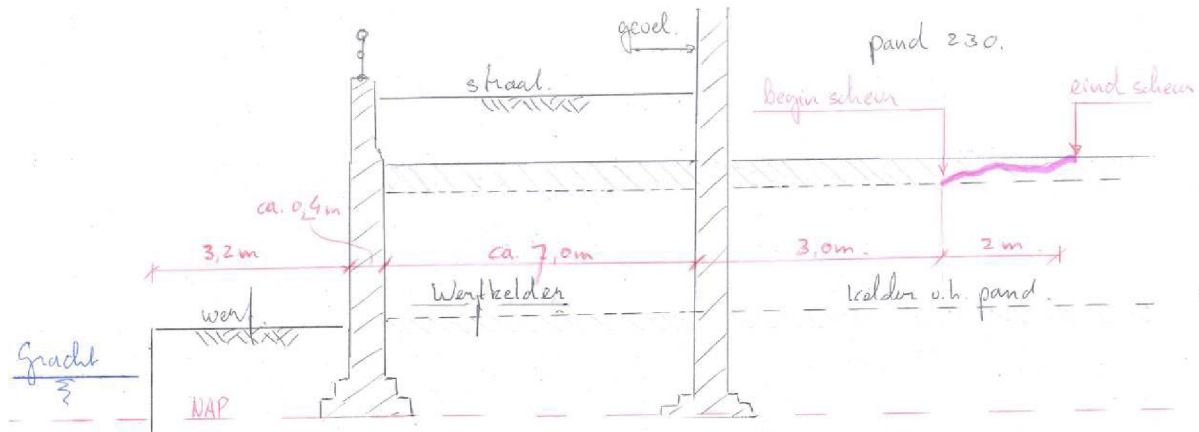 gevel.
pand 230.
straat.
begin scheur
eind scheur
ca. 0,4m
3,2m
ca. 7,0m
3,0m.
2m.
Werfkelder
kelder v.h. pand.
werf.
Gracht
NAP